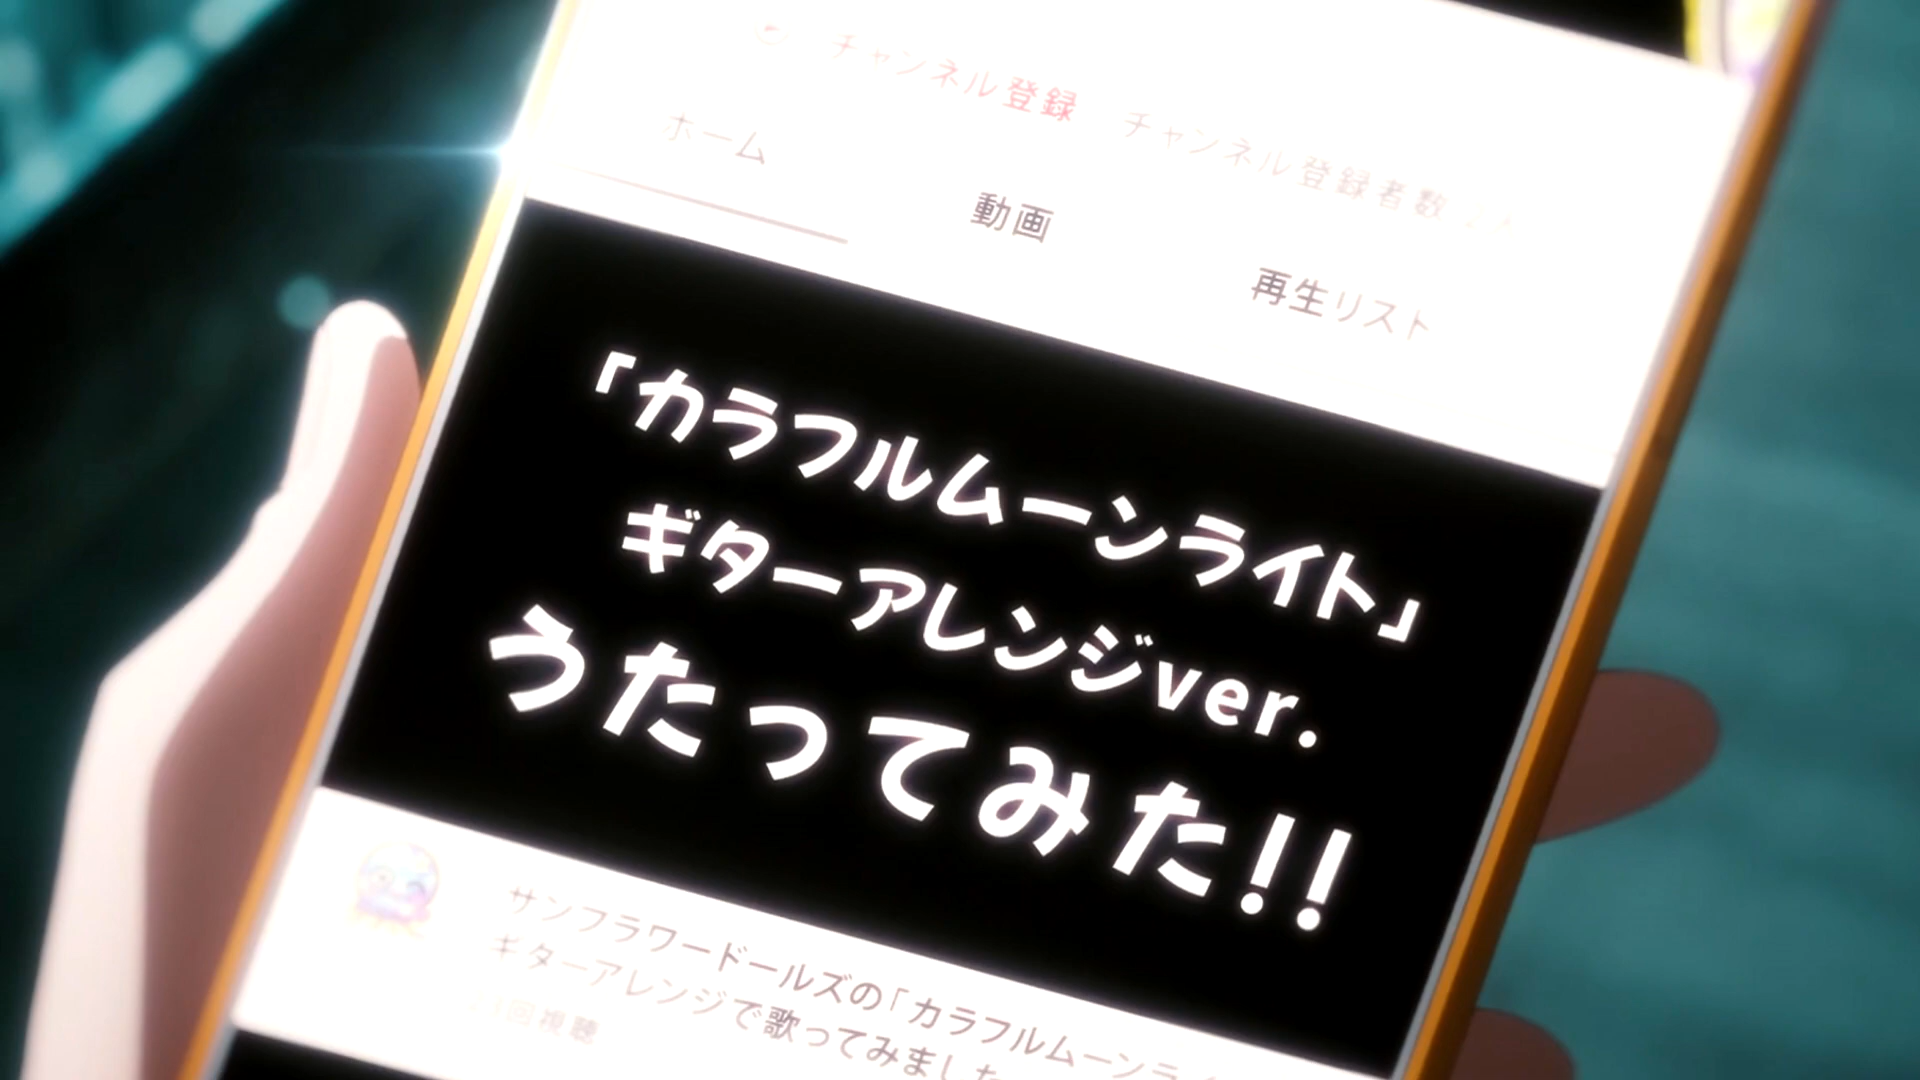 チャンネル登録 チャンネル登録者数
ホーム 動画 再生リスト
「カラフルムーンライト」
ギターアレンジver.
うたってみた!!
サンフラワードールズの「カラフルムーンライ
ギターアレンジで歌ってみました
回視聴